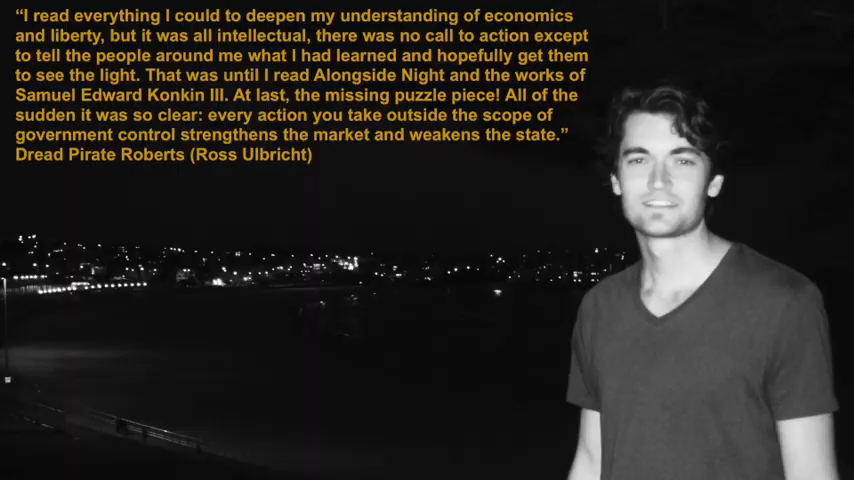 “I read everything I could to deepen my understanding of economics
and liberty, but it was all intellectual, there was no call to action except
to tell the people around me what I had learned and hopefully get them
to see the light. That was until I read Alongside Night and the works of
Samuel Edward Konkin III. At last, the missing puzzle piece! All of the
sudden it was so clear: every action you take outside the scope of
government control strengthens the market and weakens the state.”
Dread Pirate Roberts (Ross Ulbricht)